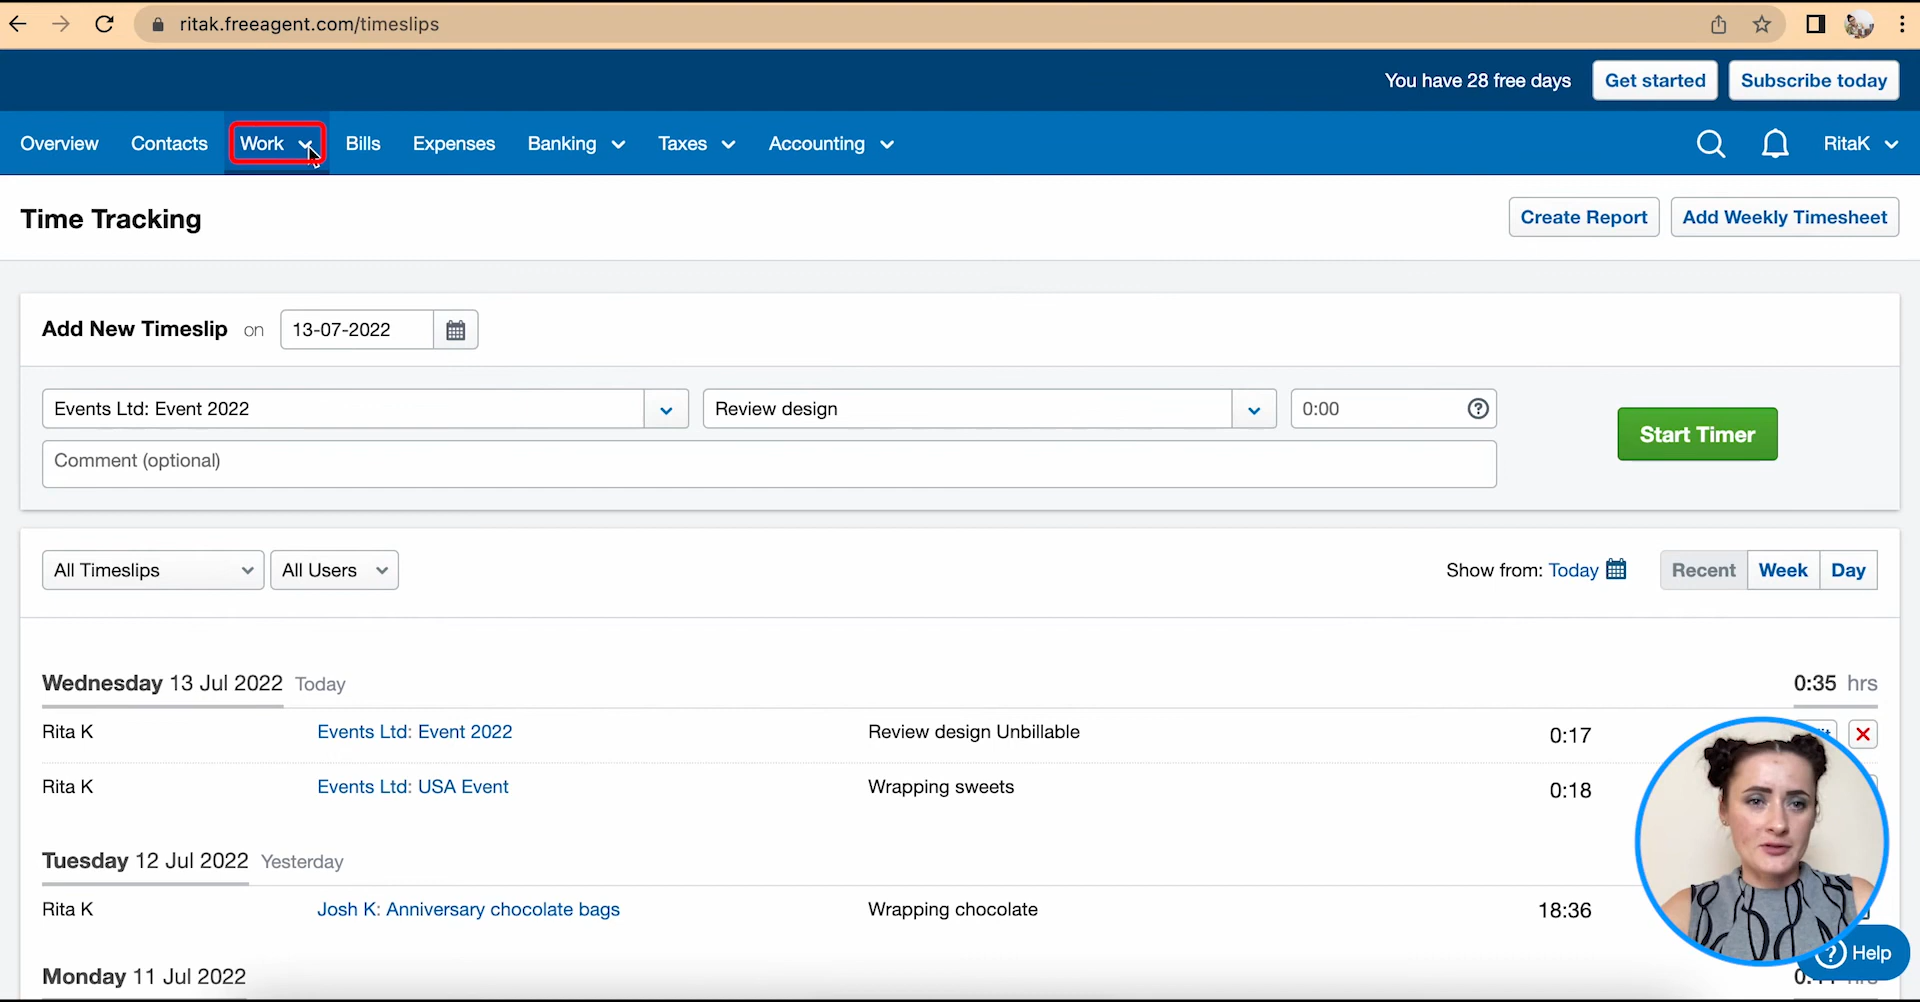 ritak.freeagent.com/timeslips
You have 28 free days Get started Subscribe today
Overview Contacts Work Bills Expenses Banking Taxes Accounting RitaK
Time Tracking Create Report Add Weekly Timesheet
Add New Timeslip on 13-07-2022
Events Ltd: Event 2022 Review design 0:00
Start Timer
Comment (optional)
All Timeslips All Users Show from: Today Recent Week Day
Wednesday 13 Jul 2022 Today 0:35 hrs
Rita K Events Ltd: Event 2022 Review design Unbillable 0:17
Rita K Events Ltd: USA Event Wrapping sweets 0:18
Tuesday 12 Jul 2022 Yesterday
Rita K Josh K: Anniversary chocolate bags Wrapping chocolate 18:36
? Help
Monday 11 Jul 2022